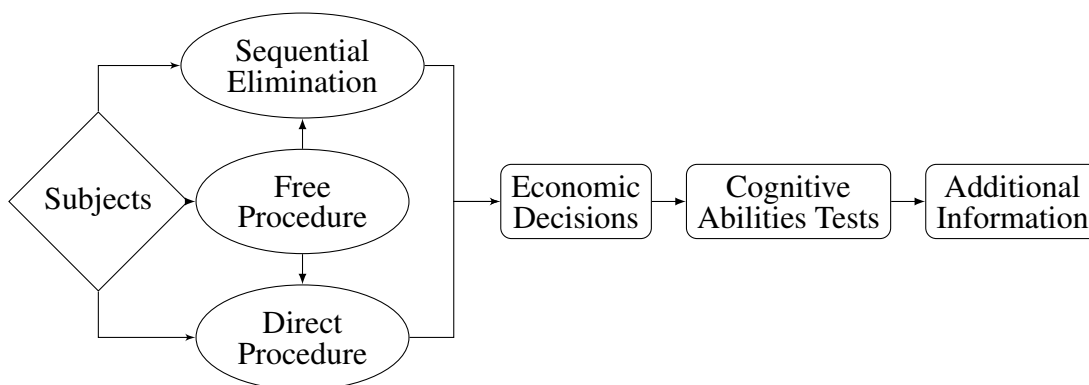 Sequential
Elimination
Subjects
Free
Procedure
Economic
Decisions
Cognitive
Abilities Tests
Additional
Information
Direct
Procedure